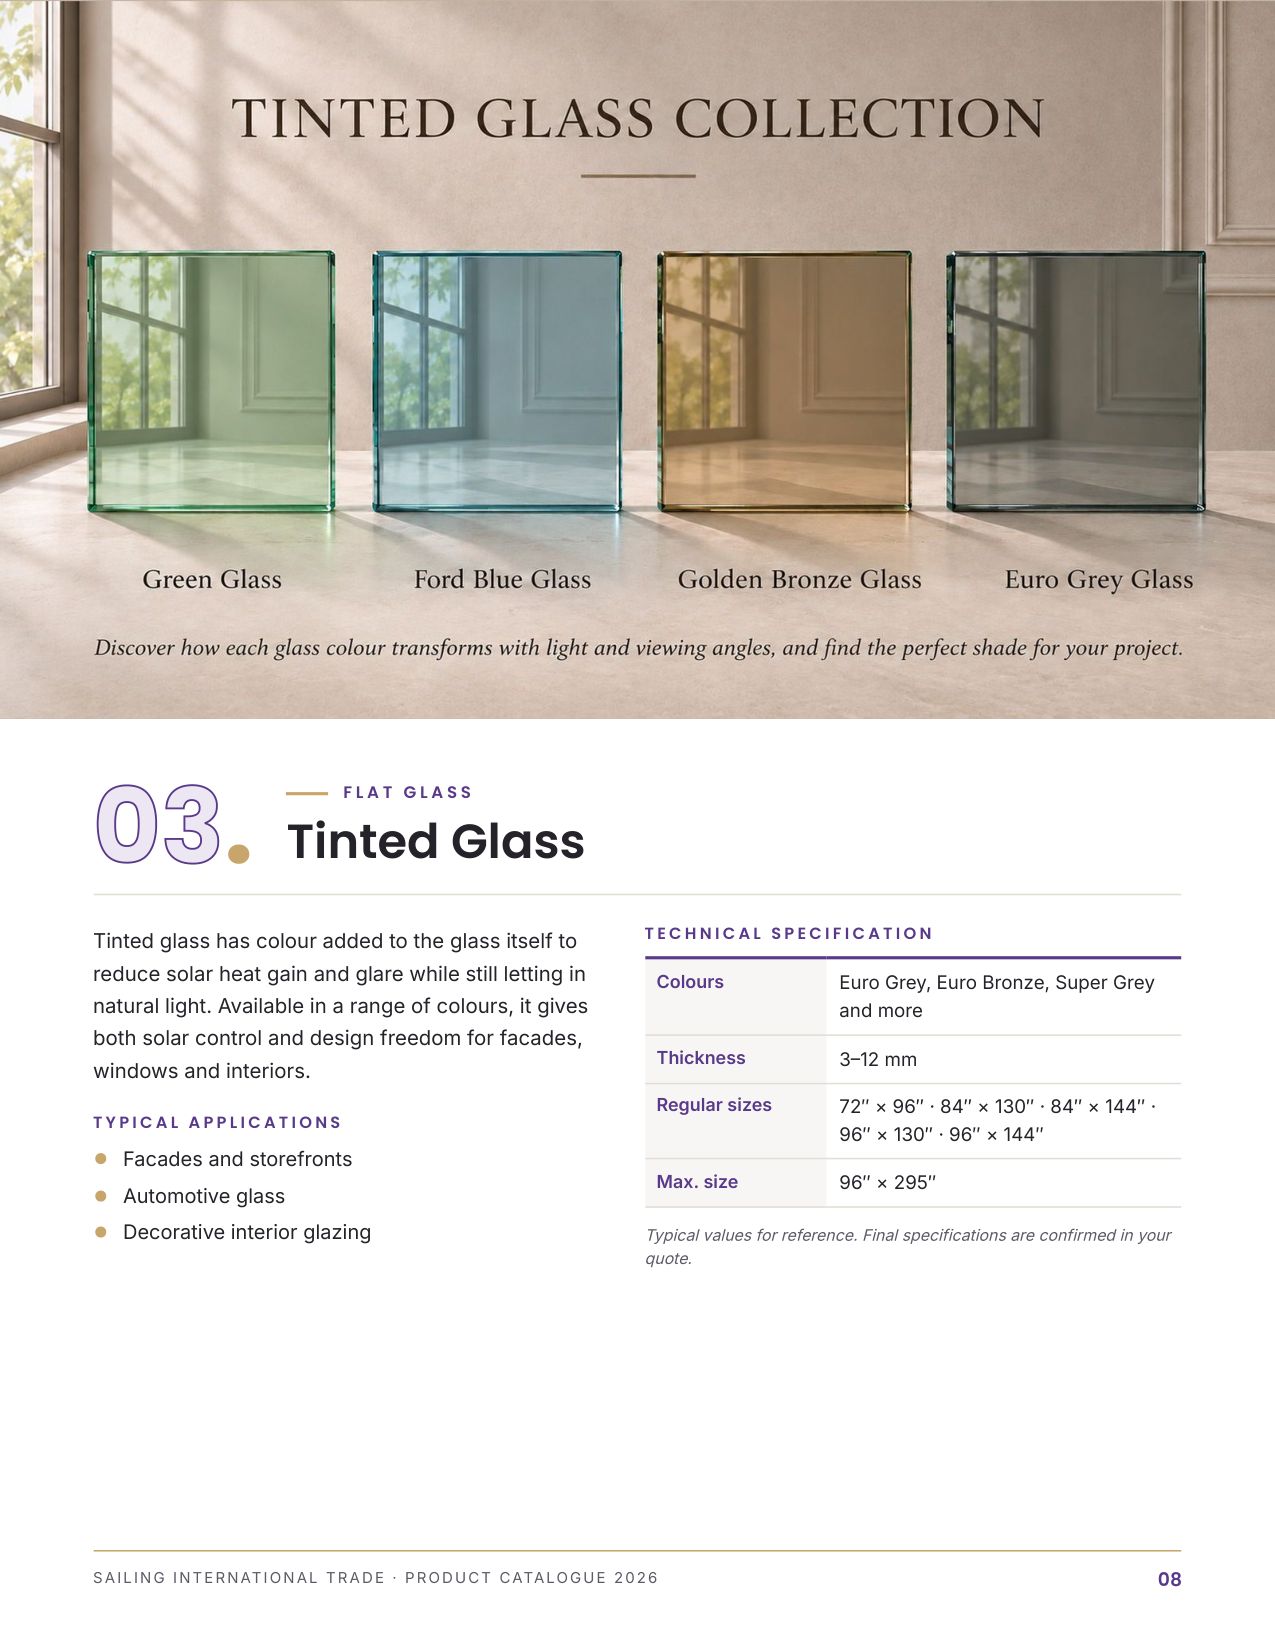 TINTED GLASS COLLECTION
Green Glass
Ford Blue Glass
Golden Bronze Glass
Euro Grey Glass
Discover how each glass colour transforms with light and viewing angles, and find the perfect shade for your project.
03.
FLAT GLASS
Tinted Glass
Tinted glass has colour added to the glass itself to
reduce solar heat gain and glare while still letting in
natural light. Available in a range of colours, it gives
both solar control and design freedom for facades,
windows and interiors.
TYPICAL APPLICATIONS
Facades and storefronts
Automotive glass
Decorative interior glazing
TECHNICAL SPECIFICATION
Colours
Euro Grey, Euro Bronze, Super Grey
and more
Thickness
3–12 mm
Regular sizes
72″ × 96″ · 84″ × 130″ · 84″ × 144″ ·
96″ × 130″ · 96″ × 144″
Max. size
96″ × 295″
Typical values for reference. Final specifications are confirmed in your
quote.
SAILING INTERNATIONAL TRADE · PRODUCT CATALOGUE 2026
08